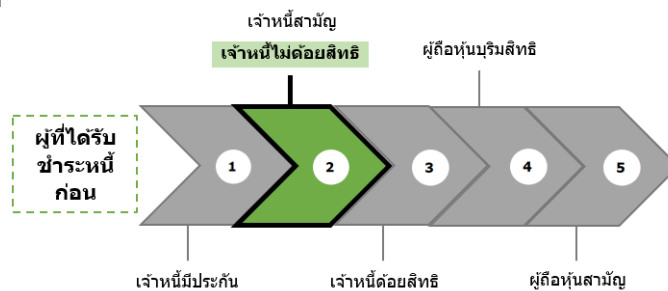 เจ้าหนี้สามัญ
เจ้าหนี้ไม่ด้อยสิทธิ
ผู้ถือหุ้นบุริมสิทธิ
ผู้ที่ได้รับ
ชำระหนี้
ก่อน
1
2
3
4
5
เจ้าหนี้มีประกัน
เจ้าหนี้ด้อยสิทธิ
ผู้ถือหุ้นสามัญ